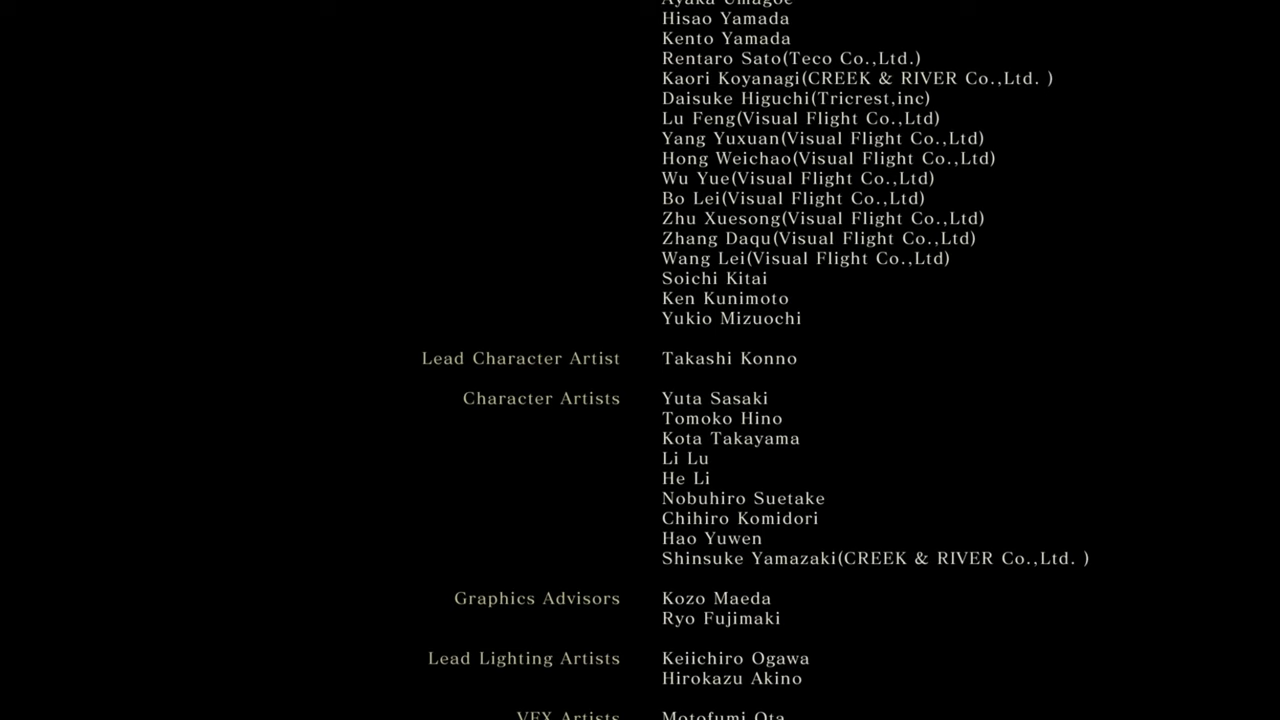 Ayaka Umagoe
Hisao Yamada
Kento Yamada
Rentaro Sato(Teco Co.,Ltd.)
Kaori Koyanagi(CREEK & RIVER Co.,Ltd. )
Daisuke Higuchi(Tricrest,inc)
Lu Feng(Visual Flight Co.,Ltd)
Yang Yuxuan(Visual Flight Co.,Ltd)
Hong Weichao(Visual Flight Co.,Ltd)
Wu Yue(Visual Flight Co.,Ltd)
Bo Lei(Visual Flight Co.,Ltd)
Zhu Xuesong(Visual Flight Co.,Ltd)
Zhang Daqu(Visual Flight Co.,Ltd)
Wang Lei(Visual Flight Co.,Ltd)
Soichi Kitai
Ken Kunimoto
Yukio Mizuochi
Lead Character Artist Takashi Konno
Character Artists Yuta Sasaki
Tomoko Hino
Kota Takayama
Li Lu
He Li
Nobuhiro Suetake
Chihiro Komidori
Hao Yuwen
Shinsuke Yamazaki(CREEK & RIVER Co.,Ltd. )
Graphics Advisors Kozo Maeda
Ryo Fujimaki
Lead Lighting Artists Keiichiro Ogawa
Hirokazu Akino
VFX Artists Motofumi Ota